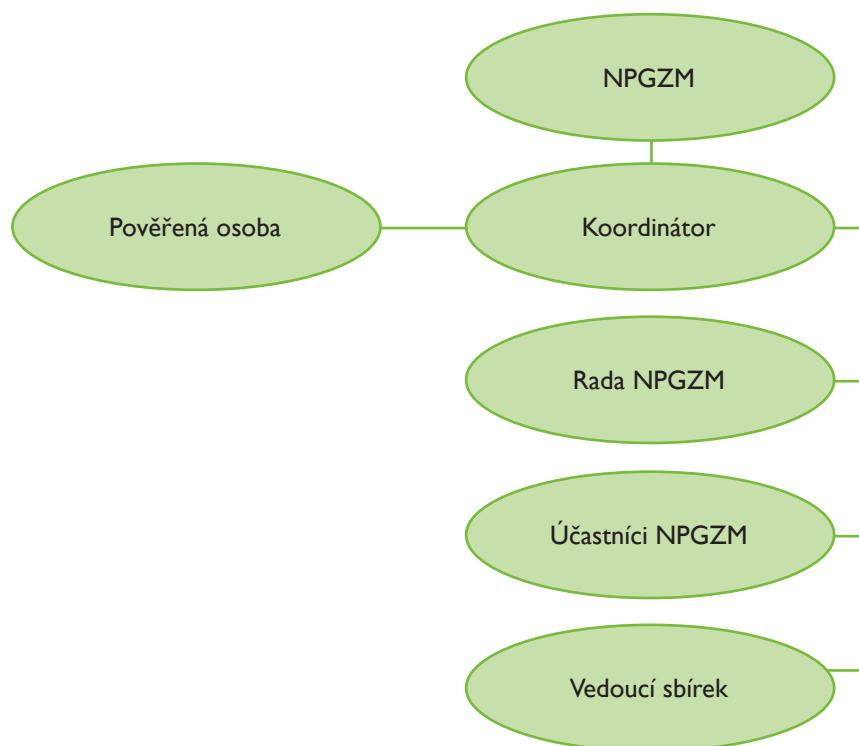 NPGZM
Pověřená osoba
Koordinátor
Rada NPGZM
Účastníci NPGZM
Vedoucí sbírek